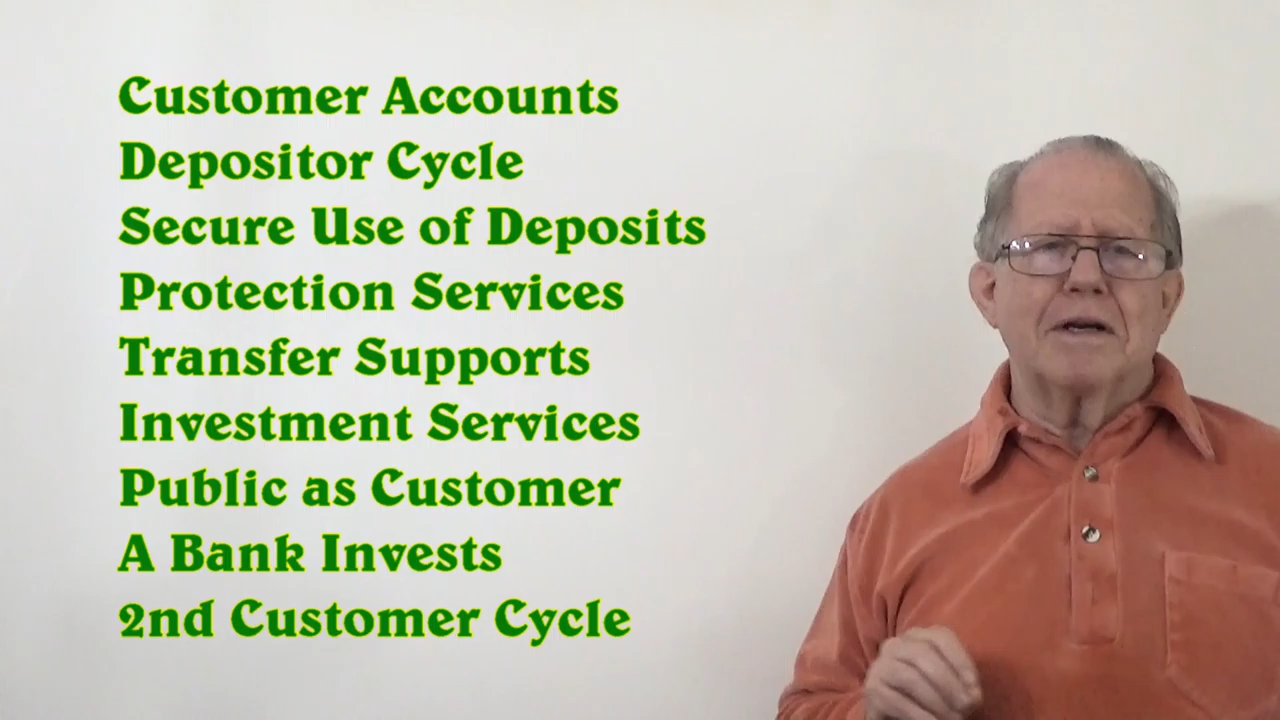 Customer Accounts
Depositor Cycle
Secure Use of Deposits
Protection Services
Transfer Supports
Investment Services
Public as Customer
A Bank Invests
2nd Customer Cycle